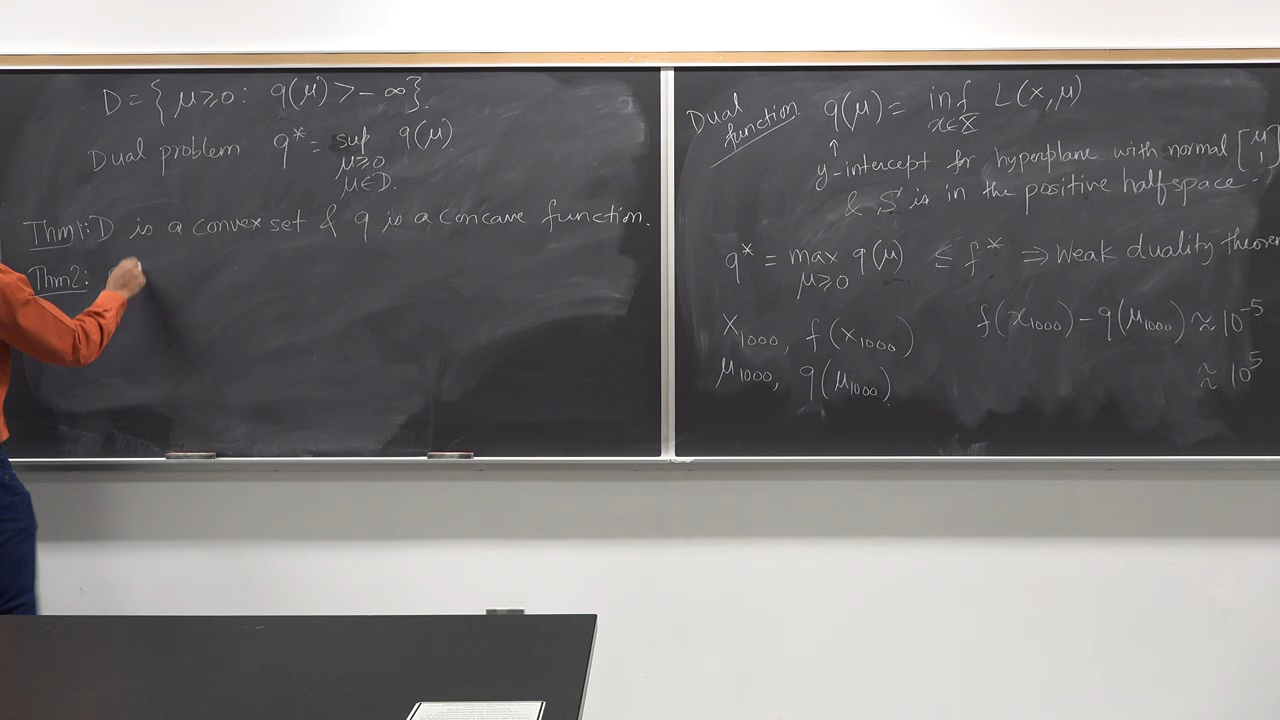 D = { μ ≥ 0 : q(μ) > -∞ }.
Dual problem q* = sup q(μ)
μ ≥ 0
μ ∈ D.
Thm1: D is a convex set & q is a concave function.
Thm2:
Dual function q(μ) = inf L(x, μ)
x ∈ X
↑
y-intercept for hyperplane with normal [μ 1]
& S is in the positive halfspace.
q* = max q(μ) ≤ f* ⇒ Weak duality theorem
μ ≥ 0
x₁₀₀₀, f(x₁₀₀₀) f(x₁₀₀₀) - q(μ₁₀₀₀) ≈ 10⁻⁵
μ₁₀₀₀, q(μ₁₀₀₀) ≈ 10⁵